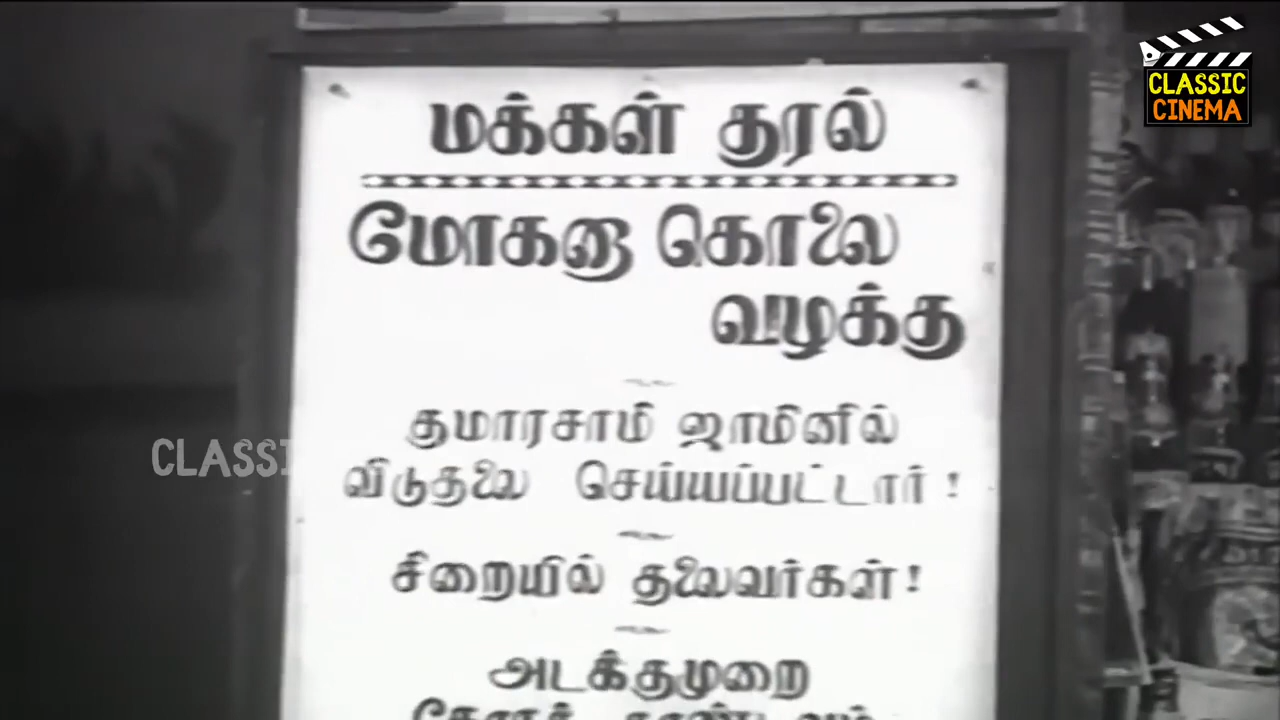 CLASSIC
CINEMA
மக்கள் குரல்
மோகனா கொலை
வழக்கு
குமாரசாமி ஜாமினில்
விடுதலை செய்யப்பட்டார்!
சிறையில் தலைவர்கள்!
அடக்குமுறை
CLASSI